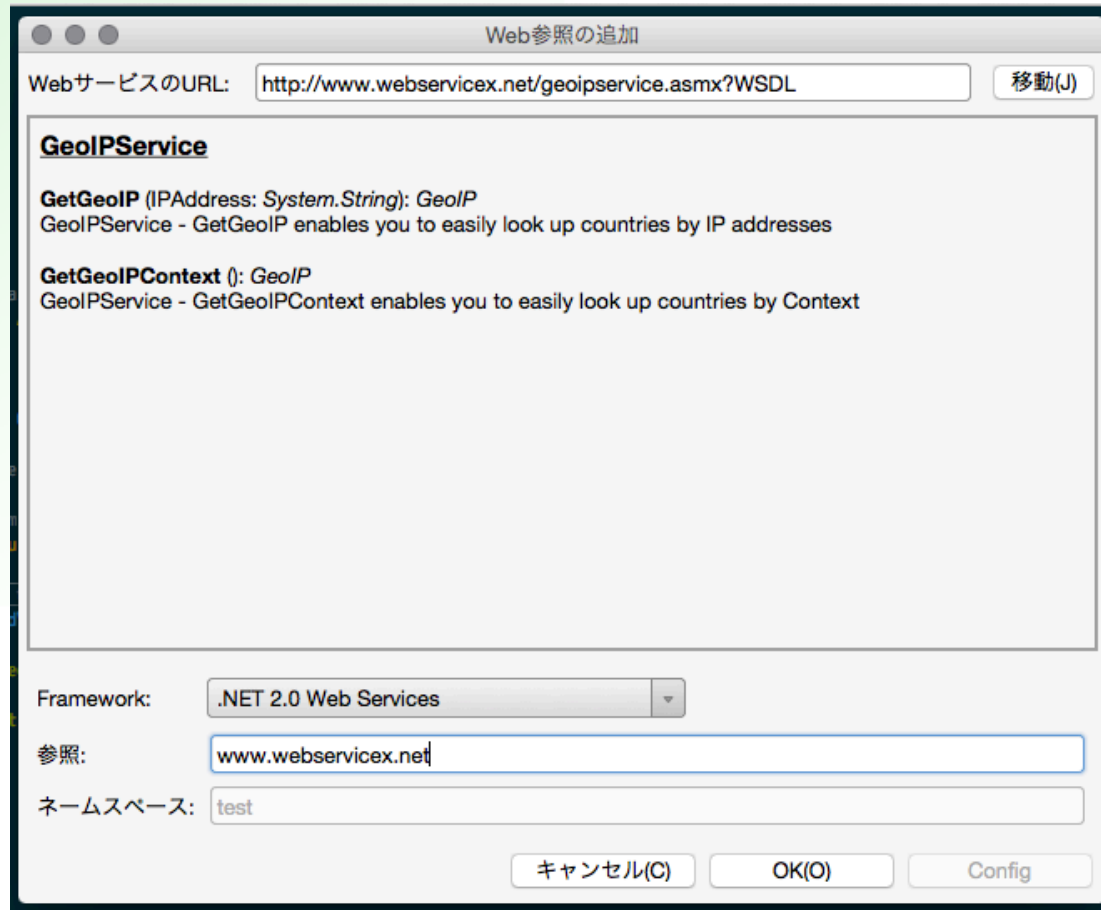 Web参照の追加
WebサービスのURL: http://www.webservicex.net/geoipservice.asmx?WSDL 移動(J)
GeoIPService
GetGeoIP (IPAddress: System.String): GeoIP
GeoIPService - GetGeoIP enables you to easily look up countries by IP addresses
GetGeoIPContext (): GeoIP
GeoIPService - GetGeoIPContext enables you to easily look up countries by Context
Framework: .NET 2.0 Web Services
参照: www.webservicex.net
ネームスペース: test
キャンセル(C) OK(O) Config